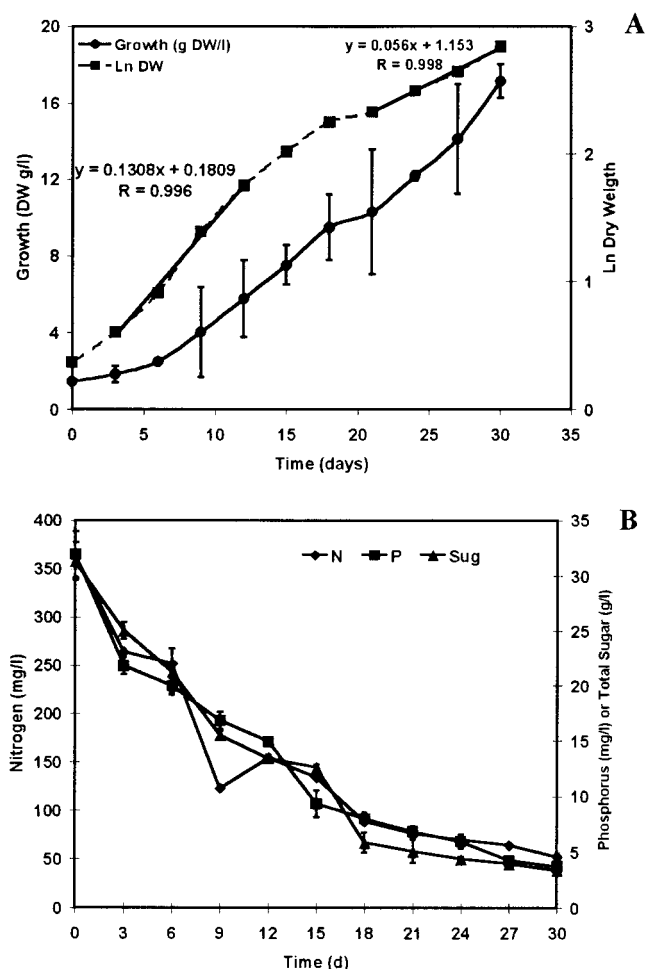 A
Growth (g DW/l)
Ln DW
y = 0.056x + 1.153
R = 0.998
y = 0.1308x + 0.1809
R = 0.996
20
16
12
8
4
0
Growth (DW g/l)
3
2
1
0
Ln Dry Welgth
0 5 10 15 20 25 30 35
Time (days)
B
N P Sug
400
350
300
250
200
150
100
50
0
Nitrogen (mg/l)
35
30
25
20
15
10
5
0
Phosphorus (mg/l) or Total Sugar (g/l)
0 3 6 9 12 15 18 21 24 27 30
Time (d)